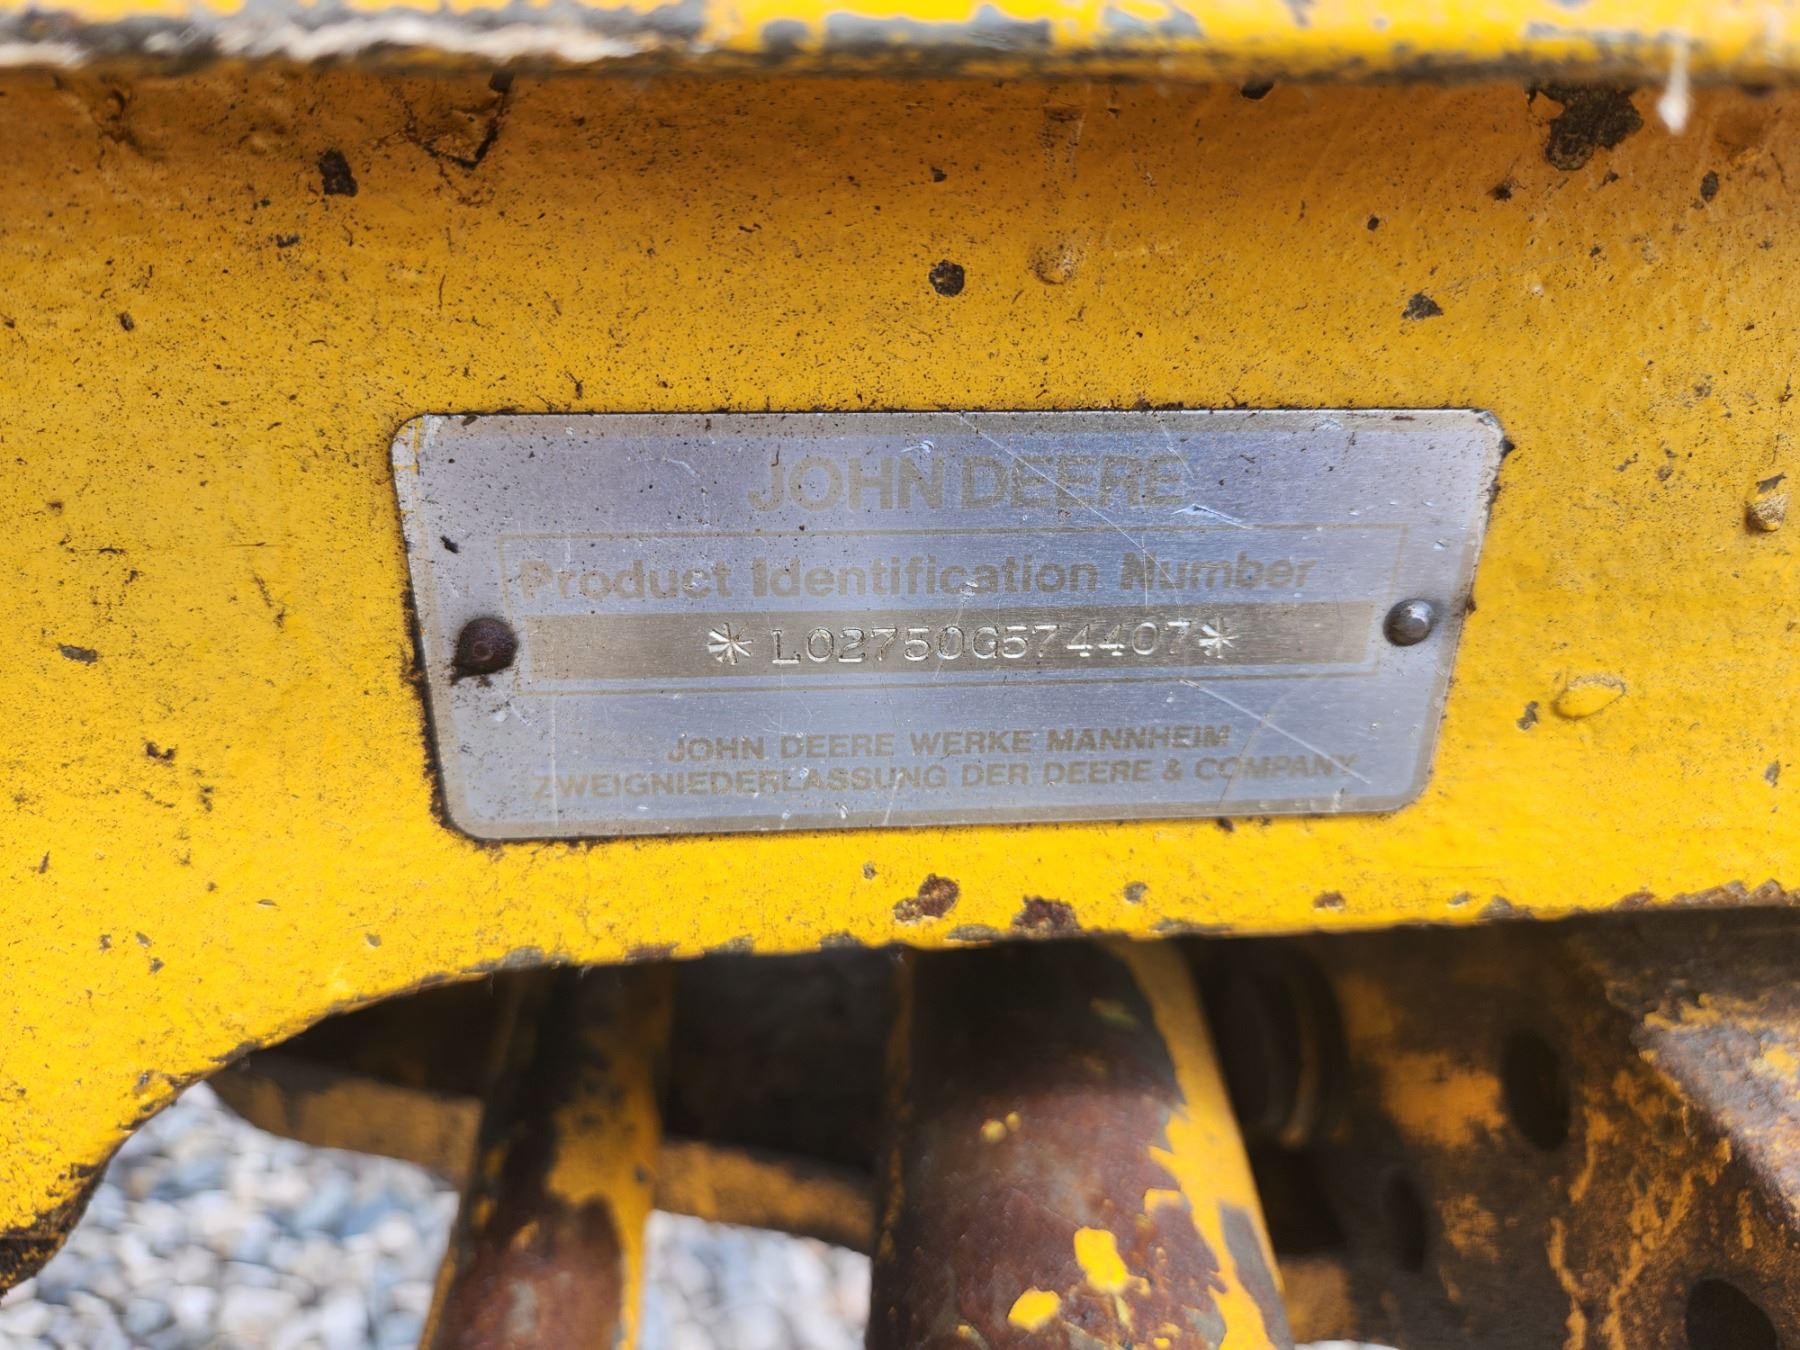 JOHN DEERE
Product Identification Number
* L02750G574407*
JOHN DEERE WERKE MANNHEIM
ZWEIGNIEDERLASSUNG DER DEERE & COMPANY